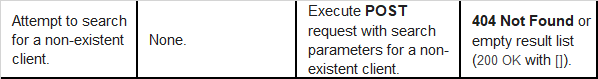 Attempt to search
for a non-existent
client.
None.
Execute POST
request with search
parameters for a non-
existent client.
404 Not Found or
empty result list
(200 OK with []).